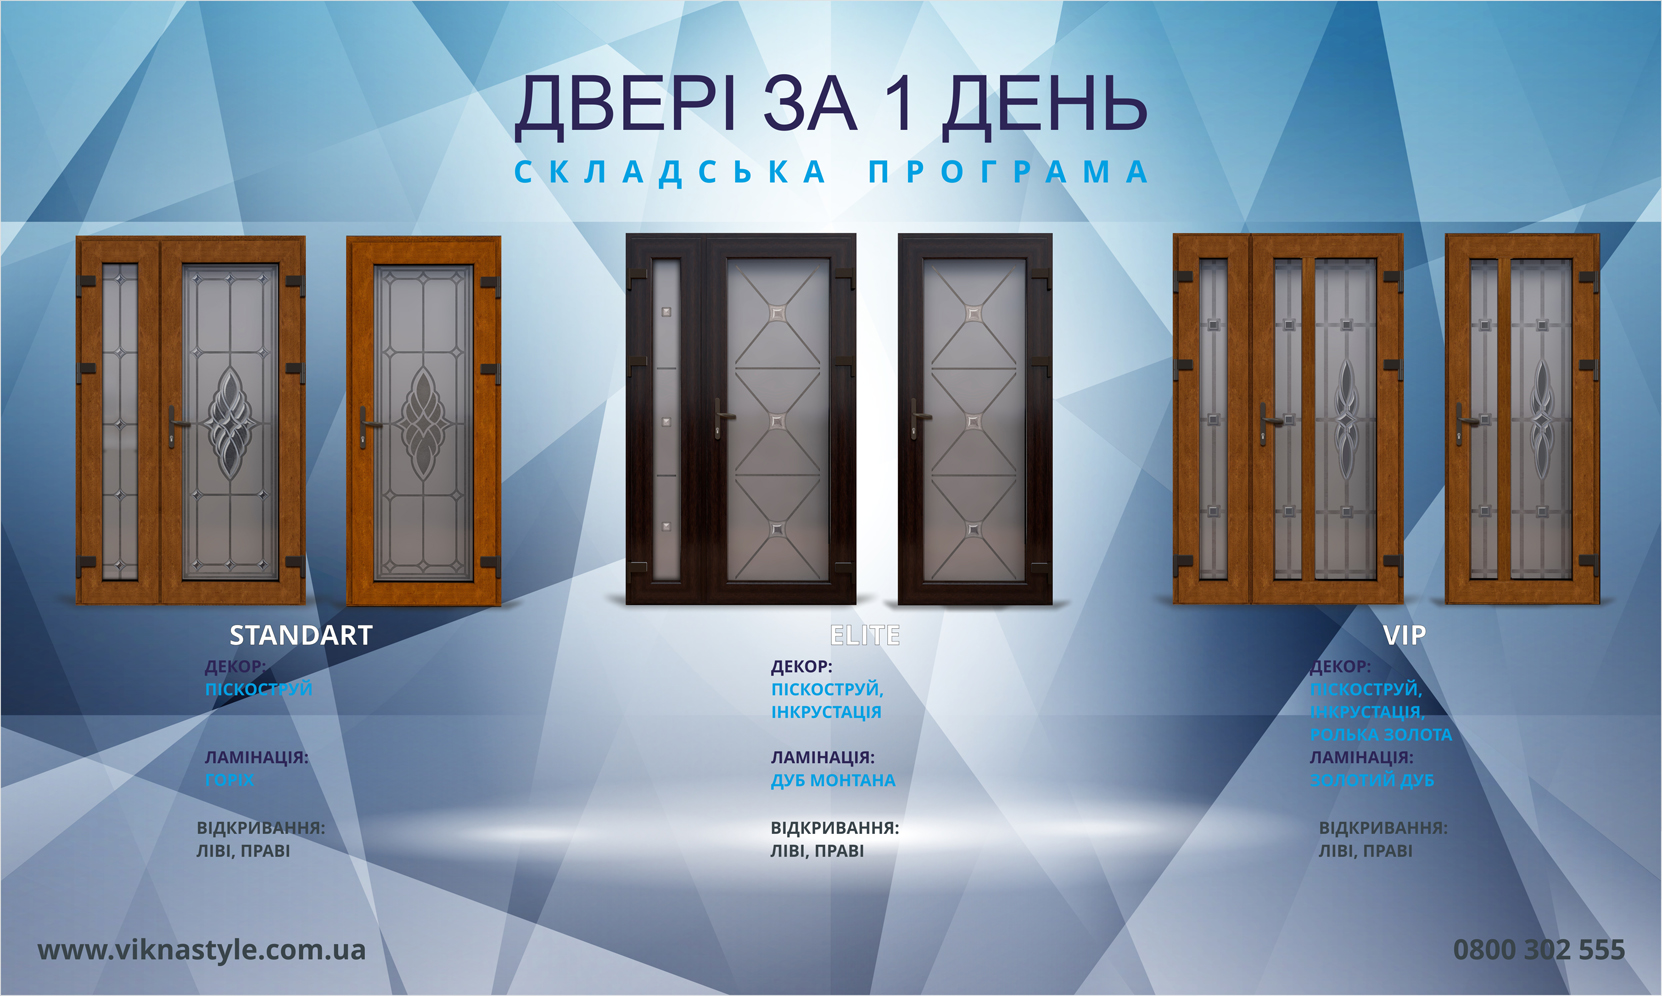 ДВЕРІ ЗА 1 ДЕНЬ
СКЛАДСЬКА ПРОГРАМА
STANDART
ДЕКОР:
ПІСКОСТРУЙ
ЛАМІНАЦІЯ:
ГОРІХ
ВІДКРИВАННЯ:
ЛІВІ, ПРАВІ
ELITE
ДЕКОР:
ПІСКОСТРУЙ,
ІНКРУСТАЦІЯ
ЛАМІНАЦІЯ:
ДУБ МОНТАНА
ВІДКРИВАННЯ:
ЛІВІ, ПРАВІ
VIP
ДЕКОР:
ПІСКОСТРУЙ,
ІНКРУСТАЦІЯ,
РОЛЬКА ЗОЛОТА
ЛАМІНАЦІЯ:
ЗОЛОТИЙ ДУБ
ВІДКРИВАННЯ:
ЛІВІ, ПРАВІ
www.viknastyle.com.ua
0800 302 555